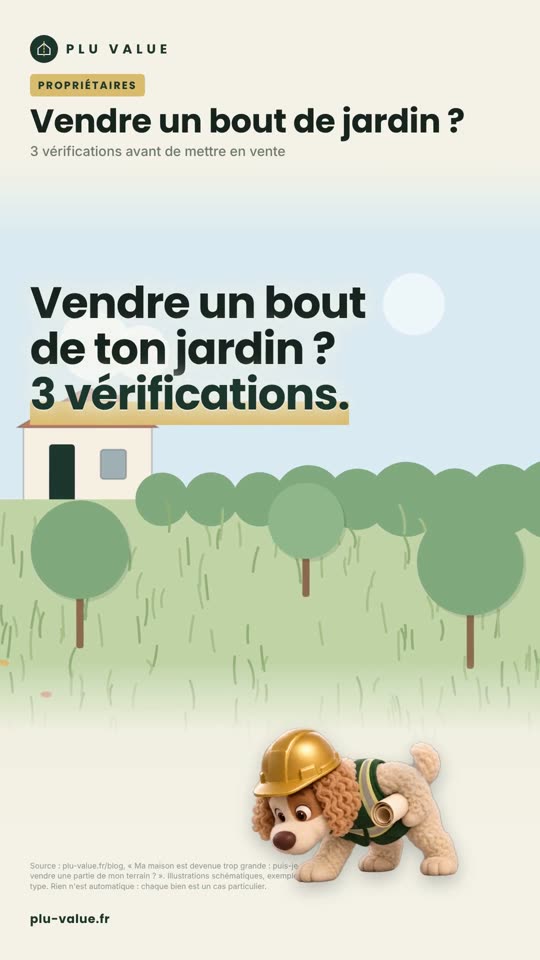 PLU VALUE
PROPRIÉTAIRES
Vendre un bout de jardin ?
3 vérifications avant de mettre en vente
Vendre un bout
de ton jardin ?
3 vérifications.
Source : plu-value.fr/blog, « Ma maison est devenue trop grande : puis-je
vendre une partie de mon terrain ? ». Illustrations schématiques, exemple
type. Rien n'est automatique : chaque bien est un cas particulier.
plu-value.fr